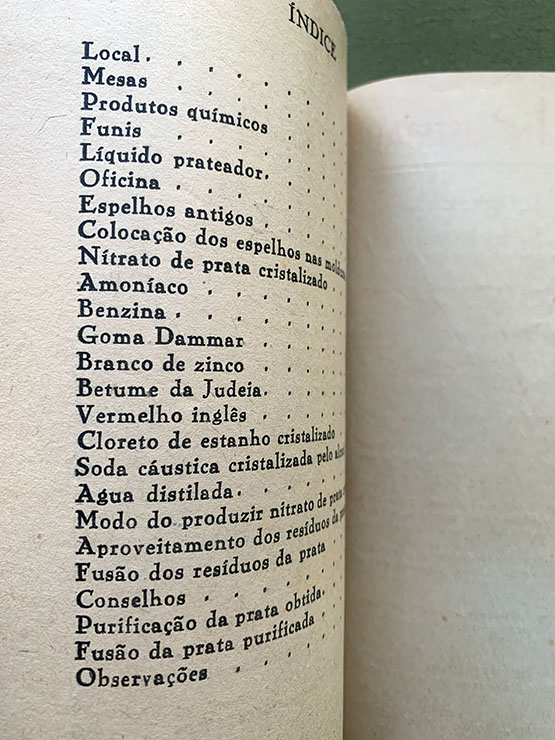 ÍNDICE
Local . . . . . .
Mesas . . . . . .
Produtos químicos . . .
Funis . . . . . .
Líquido prateador. . . .
Oficina . . . . . .
Espelhos antigos . . . .
Colocação dos espelhos nas
Nítrato de prata cristalizado .
Amoníaco . . . . .
Benzina . . . . . .
Goma Dammar . . . .
Branco de zinco . . . .
Betume da Judeia. . . .
Vermelho inglês . . . .
Cloreto de estanho cristalizado .
Soda cáustica cristalizada pelo
Agua distilada . . . . .
Modo do produzir nitrato de prata
Aproveitamento dos resíduos da
Fusão dos resíduos da prata .
Conselhos . . . . . .
Purificação da prata obtida. .
Fusão da prata purificada . .
Observações . . . . .